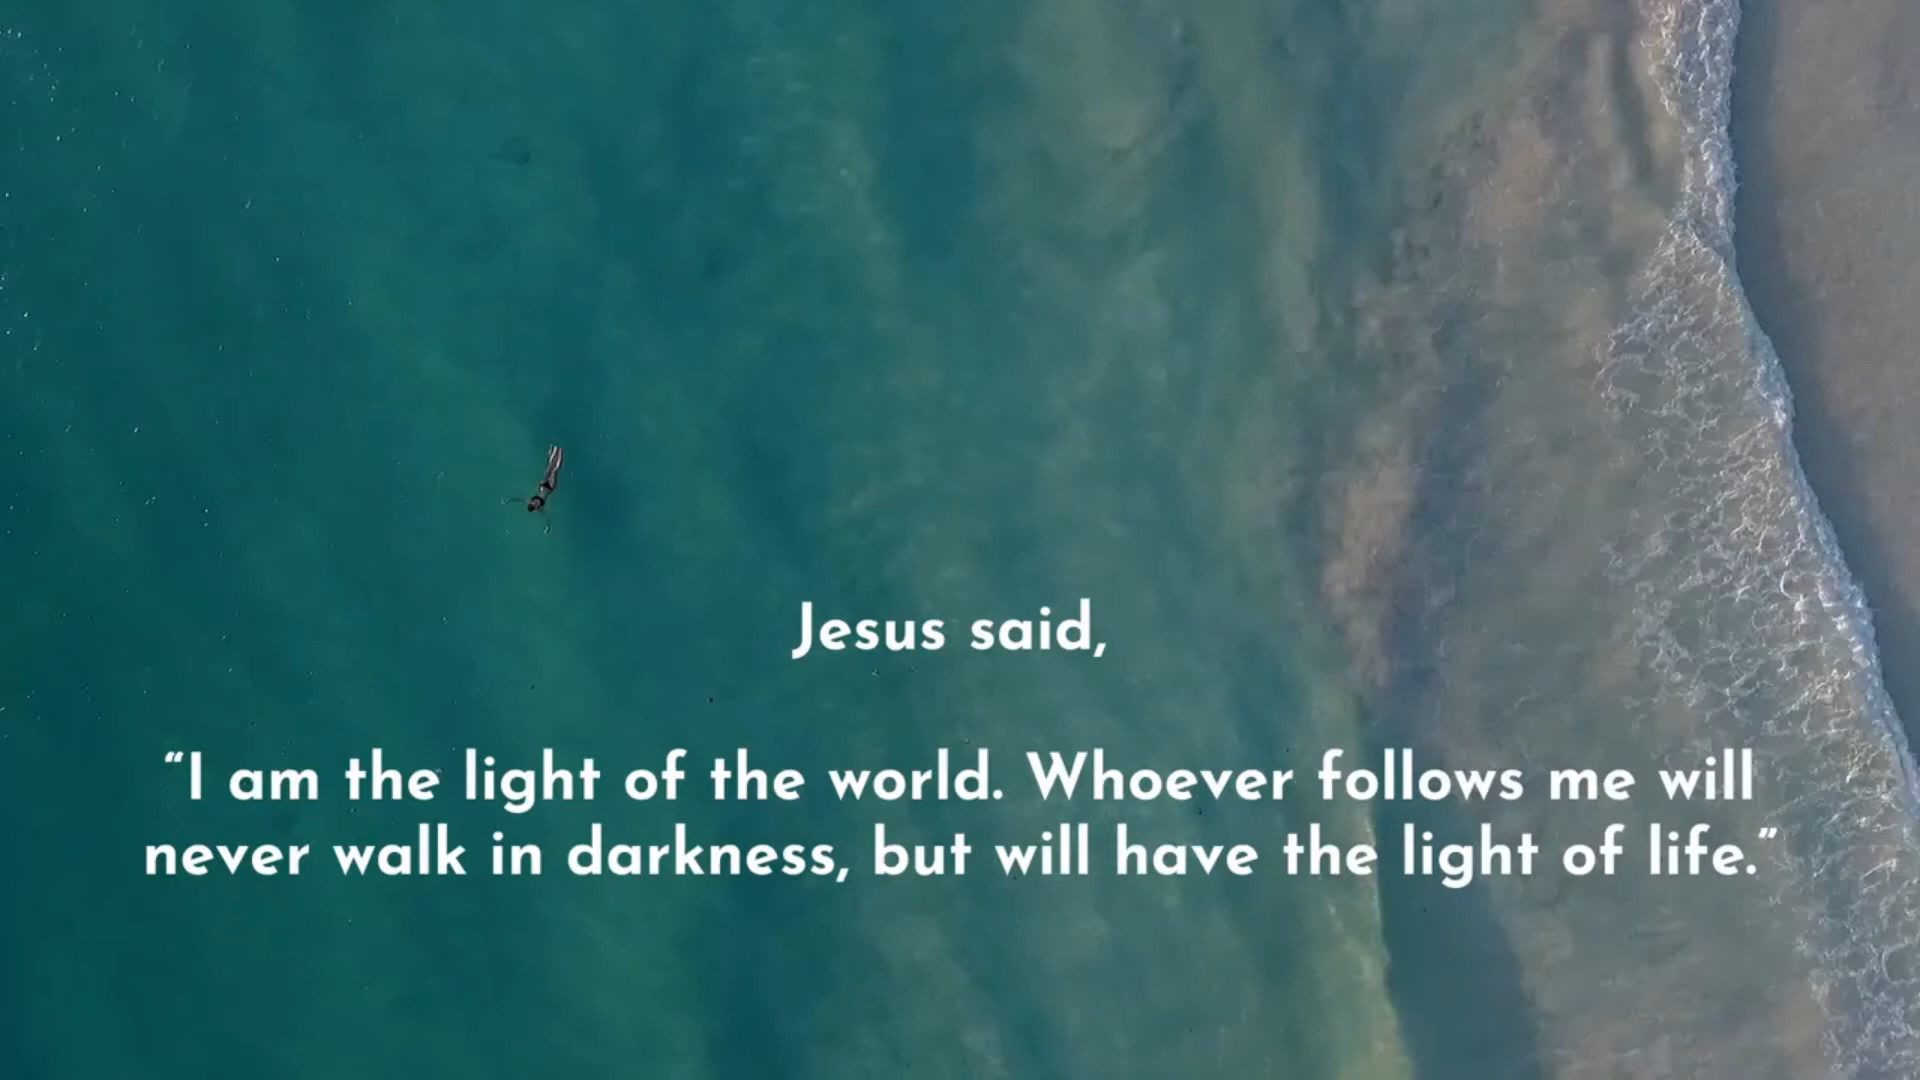 Jesus said,
“I am the light of the world. Whoever follows me will
never walk in darkness, but will have the light of life.”